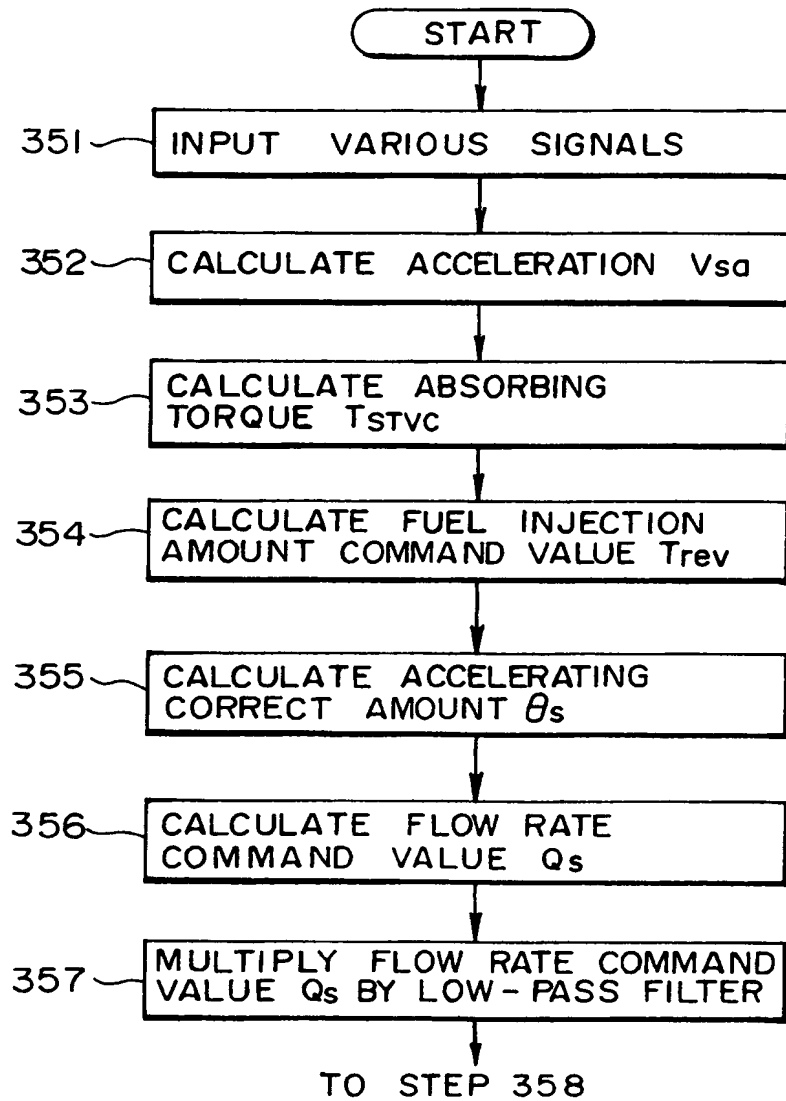 START
351
INPUT VARIOUS SIGNALS
352
CALCULATE ACCELERATION Vsa
353
CALCULATE ABSORBING
TORQUE TSTVC
354
CALCULATE FUEL INJECTION
AMOUNT COMMAND VALUE Trev
355
CALCULATE ACCELERATING
CORRECT AMOUNT θs
356
CALCULATE FLOW RATE
COMMAND VALUE Qs
357
MULTIPLY FLOW RATE COMMAND
VALUE Qs BY LOW-PASS FILTER
TO STEP 358